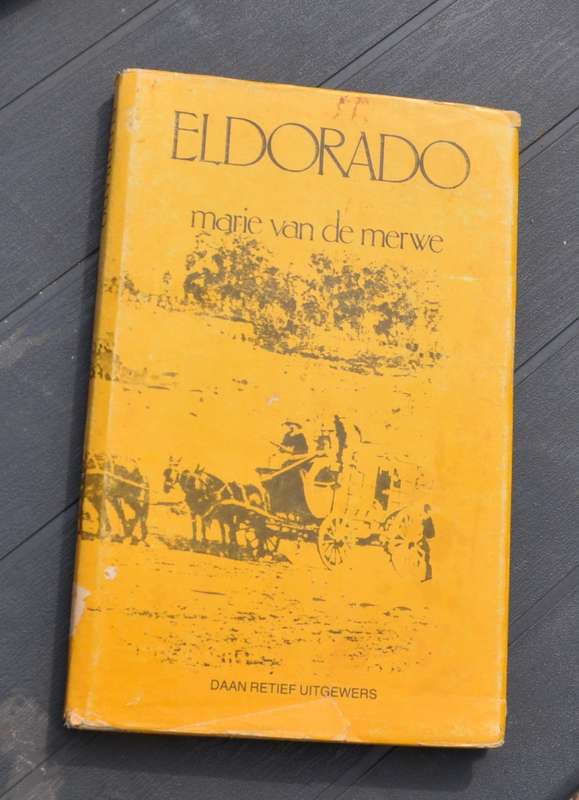 ELDORADO
marie van de merwe
DAAN RETIEF UITGEWERS